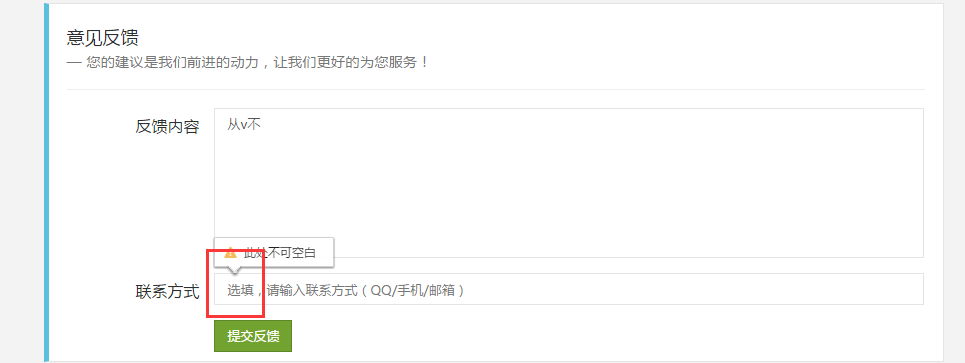 意见反馈
— 您的建议是我们前进的动力，让我们更好的为您服务！
反馈内容
从v不
此处不可空白
联系方式
选填，请输入联系方式（QQ/手机/邮箱）
提交反馈